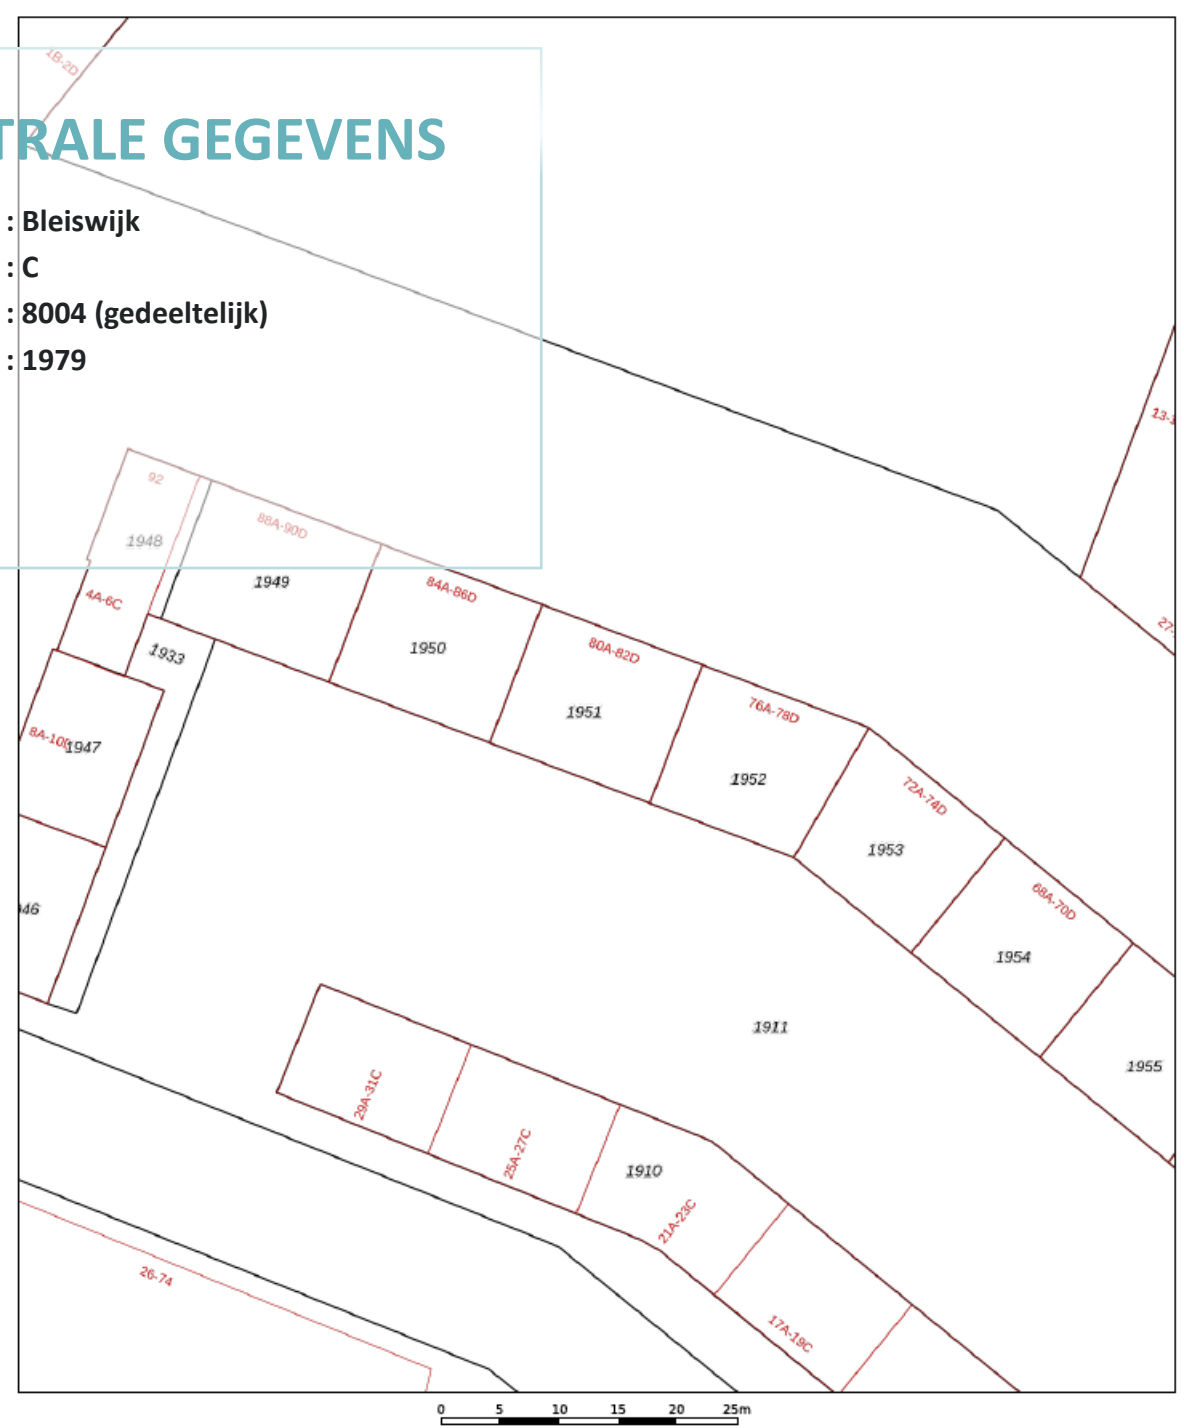 1B-2D
TRALE GEGEVENS
: Bleiswijk
: C
: 8004 (gedeeltelijk)
: 1979
13-
92
88A-90D
1948
1949
84A-86D
4A-6C
1950
80A-82D
1933
1951
76A-78D
27-
8A-10D
1947
1952
72A-74D
1953
68A-70D
46
1954
1911
1955
29A-31C
25A-27C
1910
21A-23C
26-74
17A-19C
0 5 10 15 20 25m